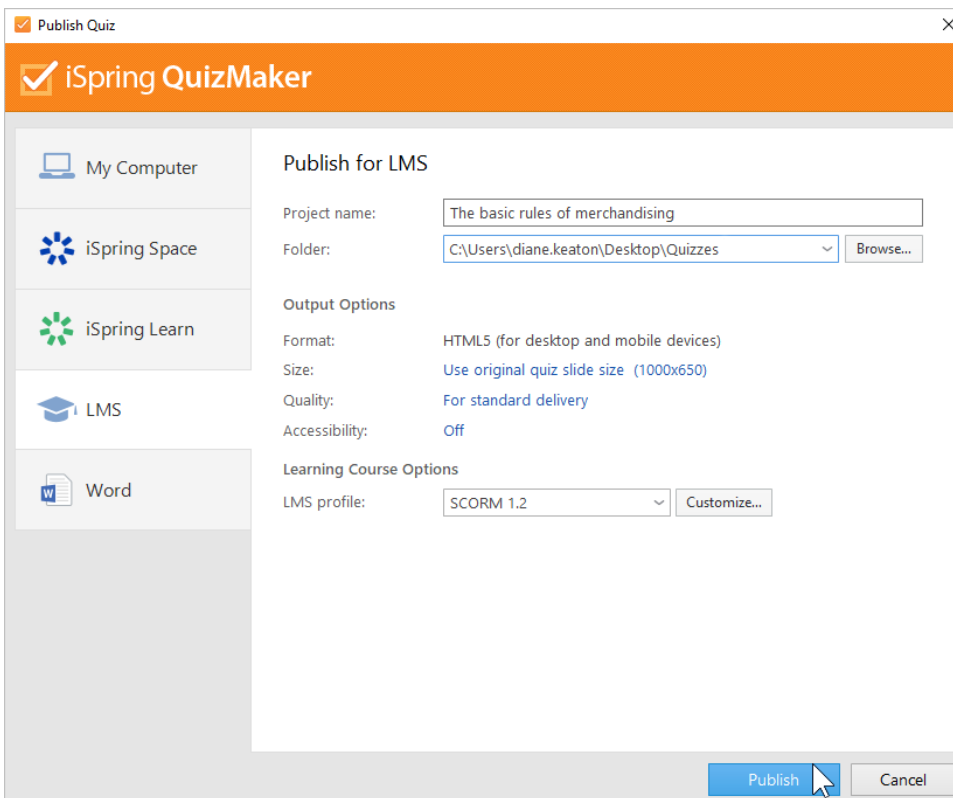 Publish Quiz
iSpring QuizMaker
My Computer
iSpring Space
iSpring Learn
LMS
Word
Publish for LMS
Project name: The basic rules of merchandising
Folder: C:\Users\diane.keaton\Desktop\Quizzes Browse...
Output Options
Format: HTML5 (for desktop and mobile devices)
Size: Use original quiz slide size (1000x650)
Quality: For standard delivery
Accessibility: Off
Learning Course Options
LMS profile: SCORM 1.2 Customize...
Publish Cancel